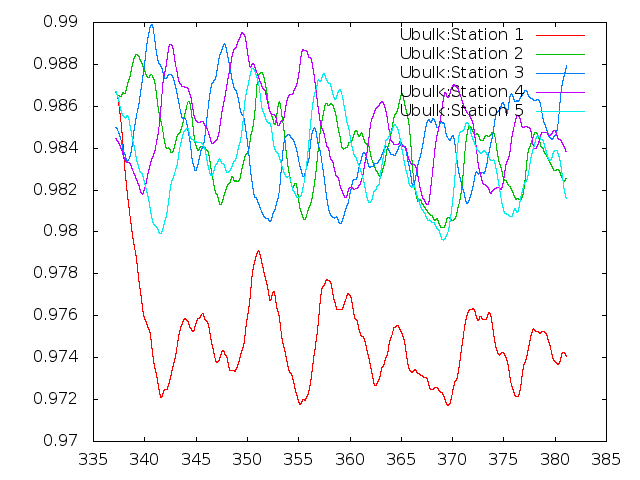 0.99
0.988
0.986
0.984
0.982
0.98
0.978
0.976
0.974
0.972
0.97
335 340 345 350 355 360 365 370 375 380 385
Ubulk:Station 1
Ubulk:Station 2
Ubulk:Station 3
Ubulk:Station 4
Ubulk:Station 5